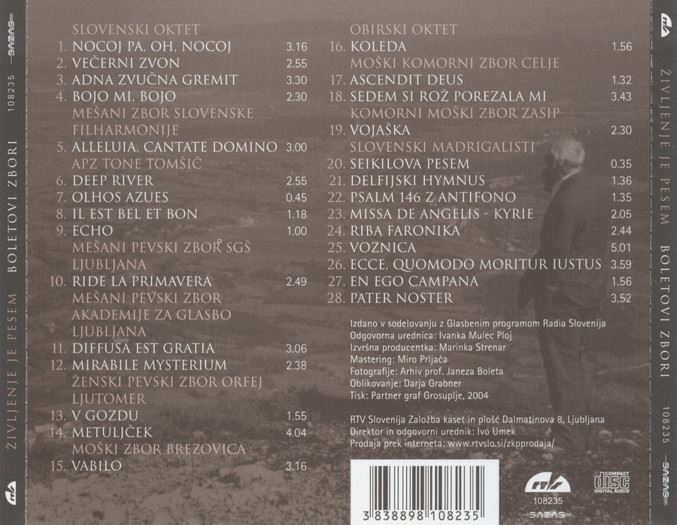 SAZAS
108235
ŽIVLJENJE JE PESEM BOLETOVI ZBORI
SLOVENSKI OKTET
1. NOCOJ PA, OH, NOCOJ 3.16
2. VEČERNI ZVON 2.55
3. ADNA ZVUČNA GREMIT 3.30
4. BOJO MI, BOJO 2.30
MEŠANI ZBOR SLOVENSKE
FILHARMONIJE
5. ALLELUIA, CANTATE DOMINO 3.00
APZ TONE TOMŠIČ
6. DEEP RIVER 2.55
7. OLHOS AZUES 0.45
8. IL EST BEL ET BON 1.18
9. ECHO 1.00
MEŠANI PEVSKI ZBOR SGŠ
LJUBLJANA
10. RIDE LA PRIMAVERA 2.49
MEŠANI PEVSKI ZBOR
AKADEMIJE ZA GLASBO
LJUBLJANA
11. DIFFUSA EST GRATIA 3.06
12. MIRABILE MYSTERIUM 2.38
ŽENSKI PEVSKI ZBOR ORFEJ
LJUTOMER
13. V GOZDU 1.55
14. METULJČEK 4.04
MOŠKI ZBOR BREZOVICA
15. VABILO 3.16
OBIRSKI OKTET
16. KOLEDA 1.56
MOŠKI KOMORNI ZBOR CELJE
17. ASCENDIT DEUS 1.32
18. SEDEM SI ROŽ POREZALA MI 3.43
KOMORNI MOŠKI ZBOR ZASIP
19. VOJAŠKA 2.30
SLOVENSKI MADRIGALISTI
20. SEIKILOVA PESEM 0.35
21. DELFIJSKI HYMNUS 1.36
22. PSALM 146 Z ANTIFONO 1.35
23. MISSA DE ANGELIS - KYRIE 2.05
24. RIBA FARONIKA 2.44
25. VOZNICA 5.01
26. ECCE, QUOMODO MORITUR IUSTUS 3.59
27. EN EGO CAMPANA 1.56
28. PATER NOSTER 3.52
Izdano v sodelovanju z Glasbenim programom Radia Slovenija
Odgovorna urednica: Ivanka Mulec Ploj
Izvršna producentka: Marinka Strenar
Mastering: Miro Prljača
Fotografije: Arhiv prof. Janeza Boleta
Oblikovanje: Darja Grabner
Tisk: Partner graf Grosuplje, 2004
RTV Slovenija Založba kaset in plošč Dalmatinova 8, Ljubljana
Direktor in odgovorni urednik: Ivo Umek
Prodaja prek interneta: www.rtvslo.si/zkpprodaja/
3 838898 108235
108235
SAZAS
COMPACT
disc
DIGITAL AUDIO
ŽIVLJENJE JE PESEM BOLETOVI ZBORI
108235
SAZAS